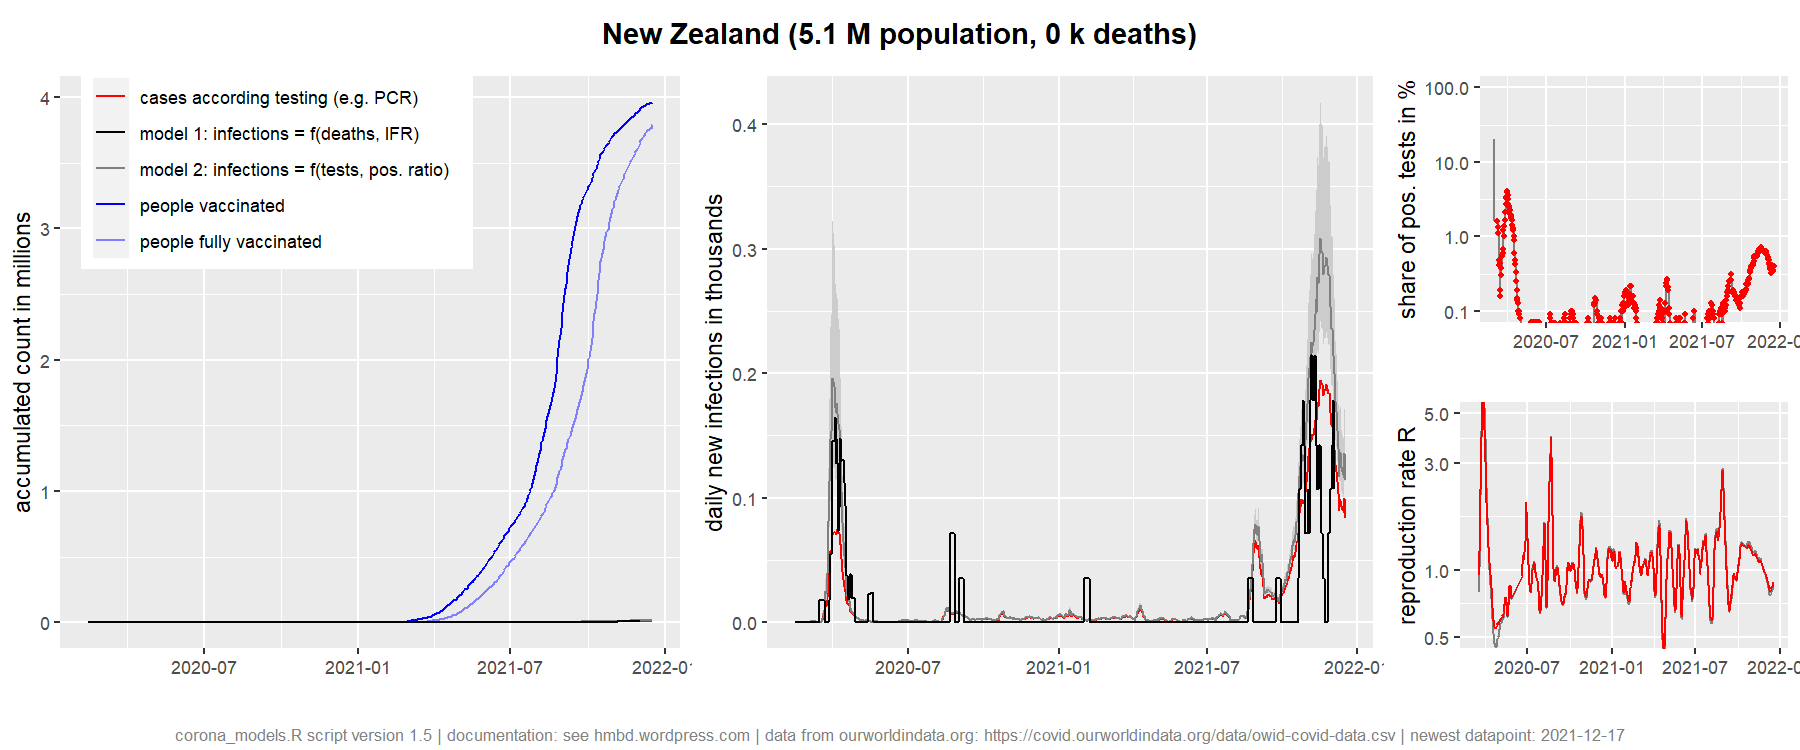 New Zealand (5.1 M population, 0 k deaths)
accumulated count in millions
4
3
2
1
0
cases according testing (e.g. PCR)
model 1: infections = f(deaths, IFR)
model 2: infections = f(tests, pos. ratio)
people vaccinated
people fully vaccinated
2020-07 2021-01 2021-07 2022-0
daily new infections in thousands
0.4
0.3
0.2
0.1
0.0
2020-07 2021-01 2021-07 2022-01
share of pos. tests in %
100.0
10.0
1.0
0.1
2020-07 2021-01 2021-07 2022-0
reproduction rate R
5.0
3.0
1.0
0.5
2020-07 2021-01 2021-07 2022-0
corona_models.R script version 1.5 | documentation: see hmbd.wordpress.com | data from ourworldindata.org: https://covid.ourworldindata.org/data/owid-covid-data.csv | newest datapoint: 2021-12-17